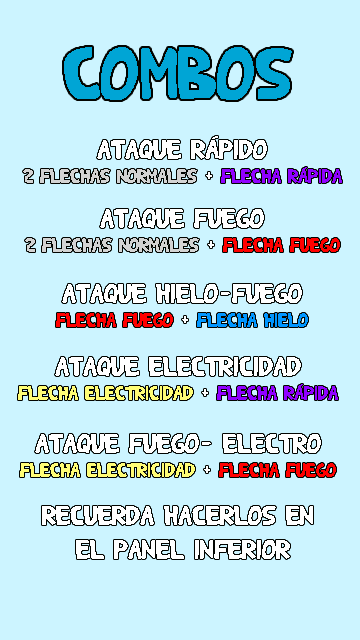 COMBOS
ATAQUE RÁPIDO
2 FLECHAS NORMALES + FLECHA RÁPIDA
ATAQUE FUEGO
2 FLECHAS NORMALES + FLECHA FUEGO
ATAQUE HIELO-FUEGO
FLECHA FUEGO + FLECHA HIELO
ATAQUE ELECTRICIDAD
FLECHA ELECTRICIDAD + FLECHA RÁPIDA
ATAQUE FUEGO- ELECTRO
FLECHA ELECTRICIDAD + FLECHA FUEGO
RECUERDA HACERLOS EN
EL PANEL INFERIOR